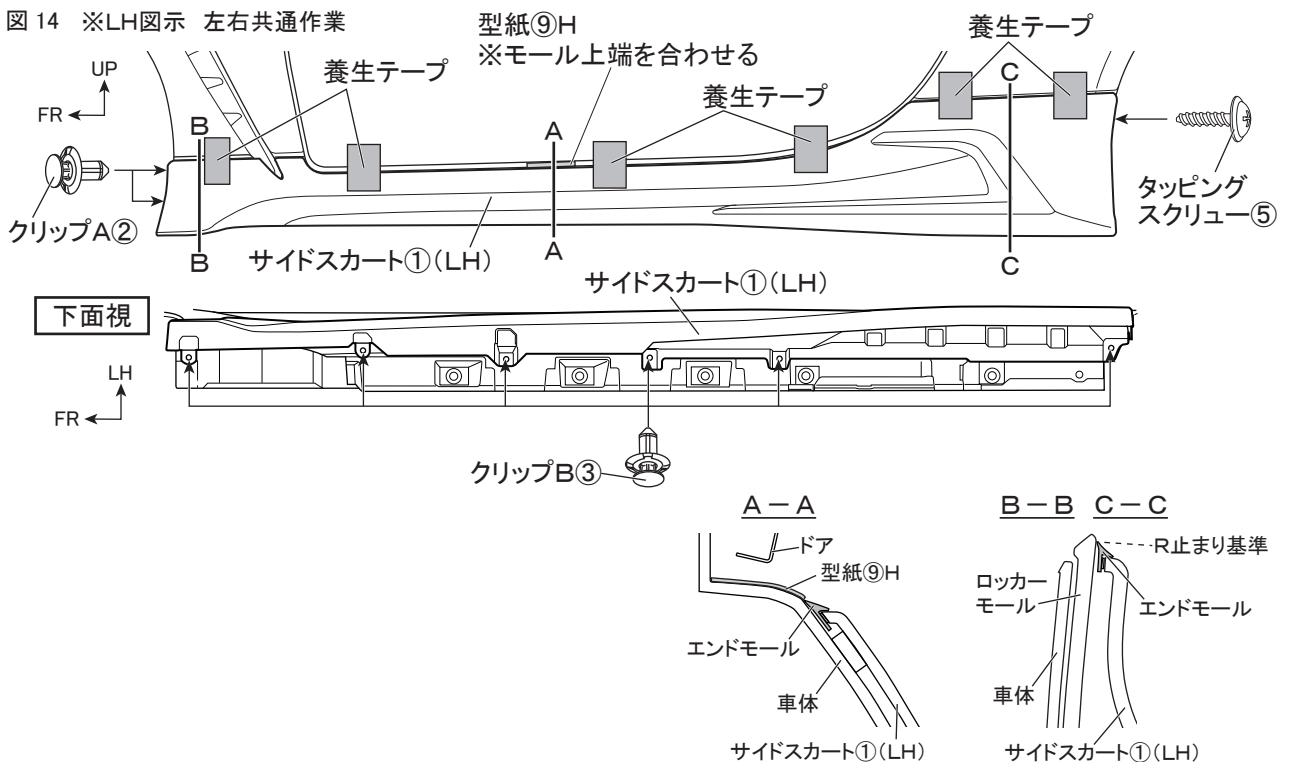 図 14 ※LH図示 左右共通作業
型紙⑨H
※モール上端を合わせる
養生テープ
UP
FR
養生テープ
養生テープ
C
B
A
クリップA②
タッピング
スクリュー⑤
B
サイドスカート①(LH)
A
C
サイドスカート①(LH)
下面視
LH
FR
クリップB③
A－A
B－B
C－C
ドア
型紙⑨H
エンドモール
車体
サイドスカート①(LH)
R止まり基準
ロッカー
モール
エンドモール
車体
サイドスカート①(LH)